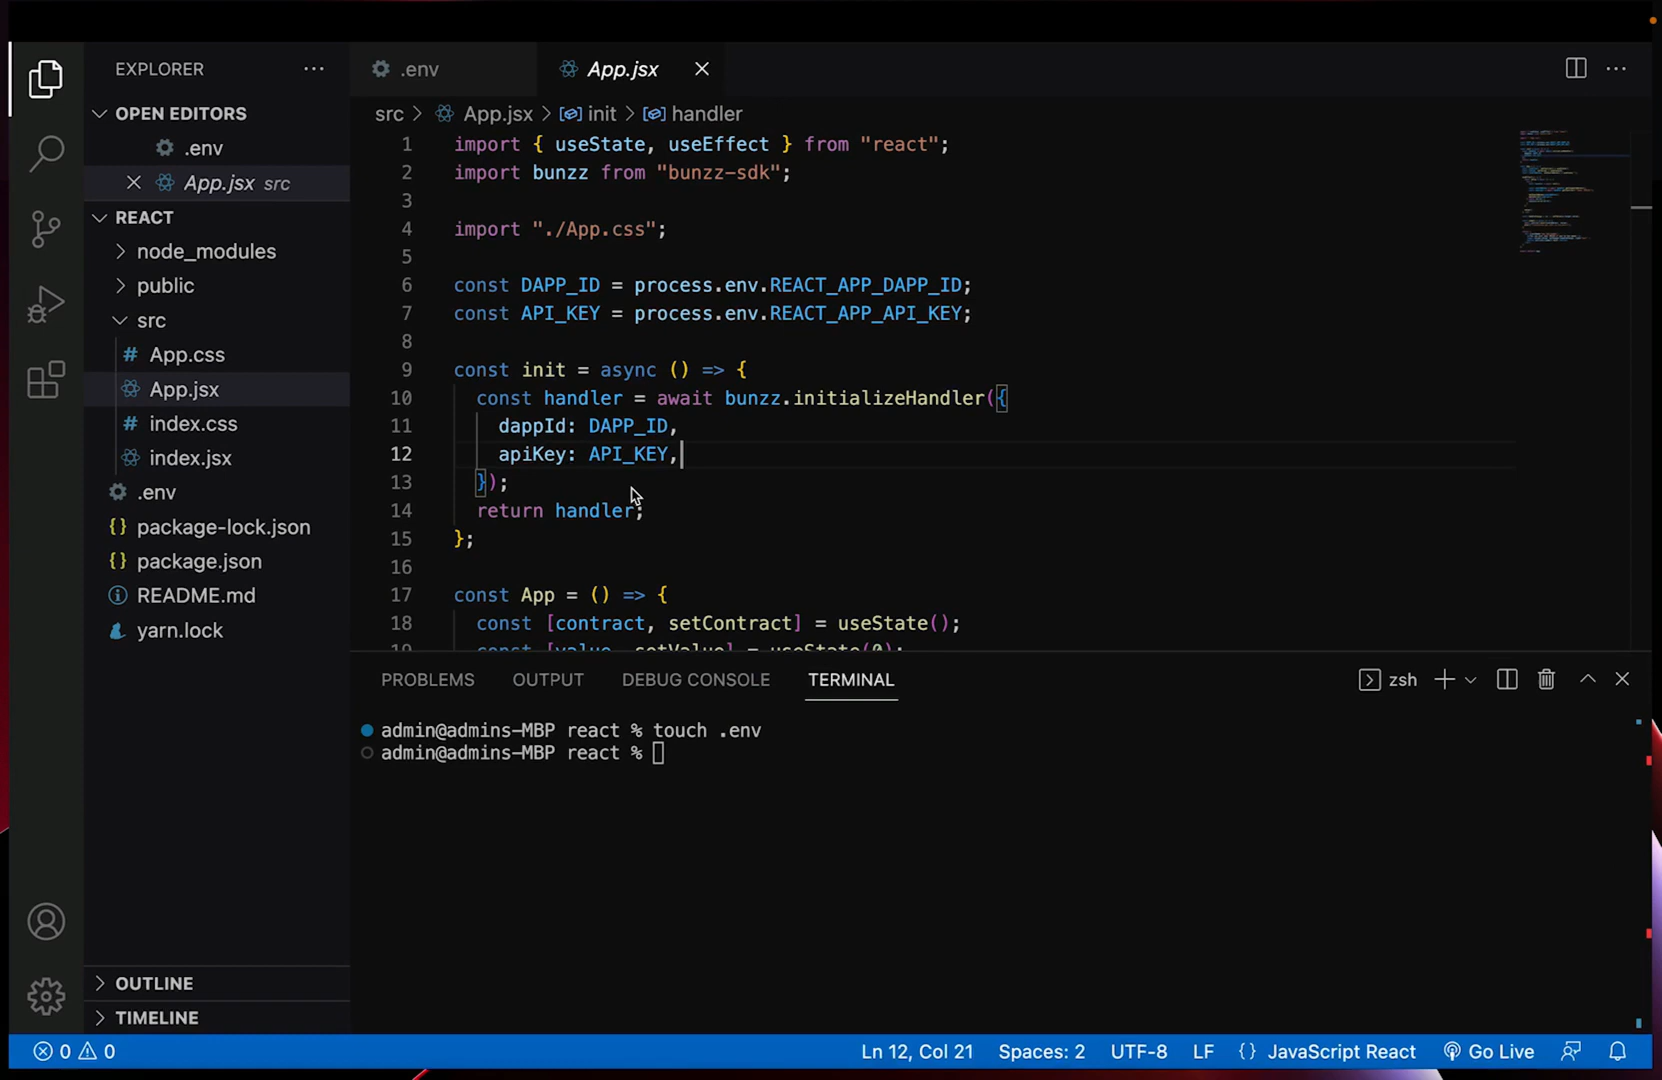 EXPLORER
OPEN EDITORS
.env
App.jsx src
REACT
node_modules
public
src
App.css
App.jsx
index.css
index.jsx
.env
package-lock.json
package.json
README.md
yarn.lock
OUTLINE
TIMELINE
.env
App.jsx
src > App.jsx > init > handler
1 import { useState, useEffect } from "react";
2 import bunzz from "bunzz-sdk";
3
4 import "./App.css";
5
6 const DAPP_ID = process.env.REACT_APP_DAPP_ID;
7 const API_KEY = process.env.REACT_APP_API_KEY;
8
9 const init = async () => {
10 const handler = await bunzz.initializeHandler({
11 dappId: DAPP_ID,
12 apiKey: API_KEY,
13 });
14 return handler;
15 };
16
17 const App = () => {
18 const [contract, setContract] = useState();
19 const [value, setValue] = useState(0);
PROBLEMS OUTPUT DEBUG CONSOLE TERMINAL
zsh
admin@admins-MBP react % touch .env
admin@admins-MBP react %
0 0 Ln 12, Col 21 Spaces: 2 UTF-8 LF {} JavaScript React Go Live